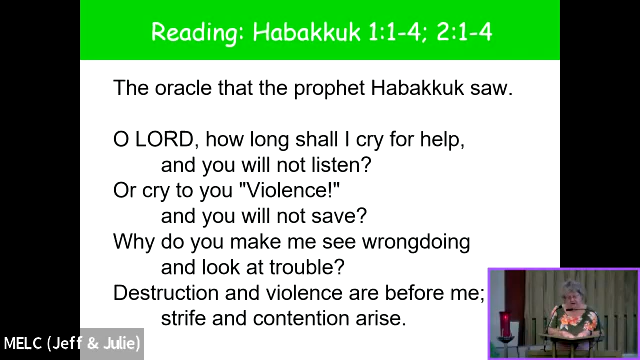 Reading: Habakkuk 1:1-4; 2:1-4
The oracle that the prophet Habakkuk saw.
O LORD, how long shall I cry for help,
and you will not listen?
Or cry to you "Violence!"
and you will not save?
Why do you make me see wrongdoing
and look at trouble?
Destruction and violence are before me;
strife and contention arise.
MELC (Jeff & Julie)